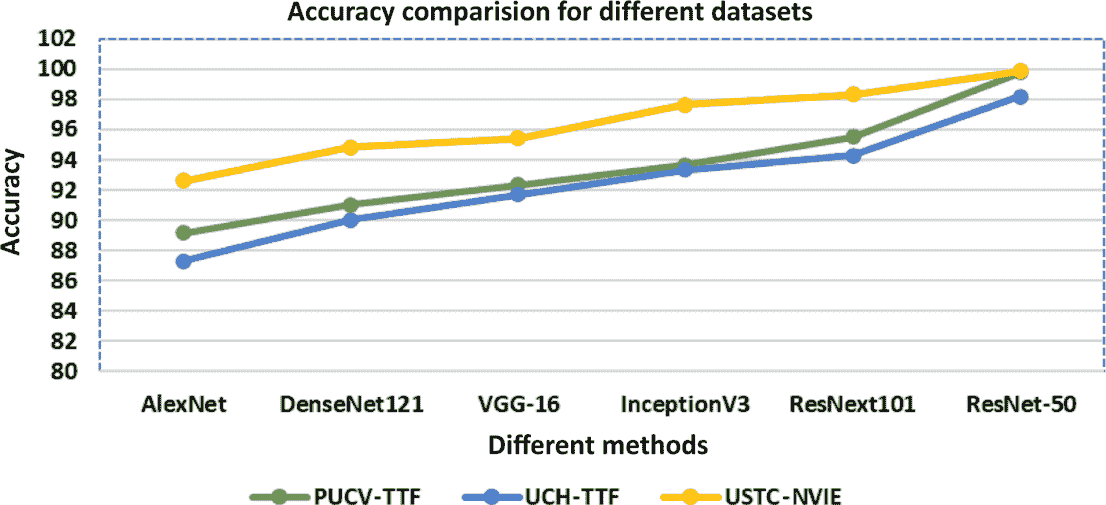 Accuracy comparision for different datasets
102
100
98
96
94
92
90
88
86
84
82
80
Accuracy
AlexNet DenseNet121 VGG-16 InceptionV3 ResNext101 ResNet-50
Different methods
PUCV-TTF UCH-TTF USTC-NVIE